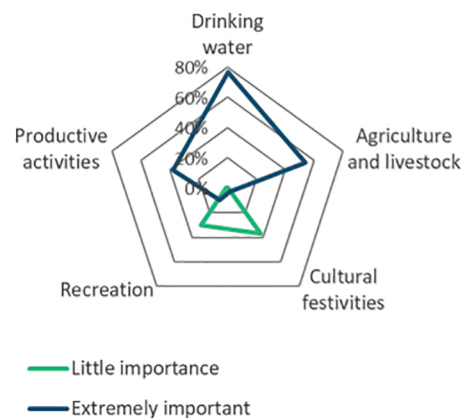 Drinking
water
80%
60%
40%
20%
0%
Productive
activities
Agriculture
and livestock
Recreation
Cultural
festivities
Little importance
Extremely important